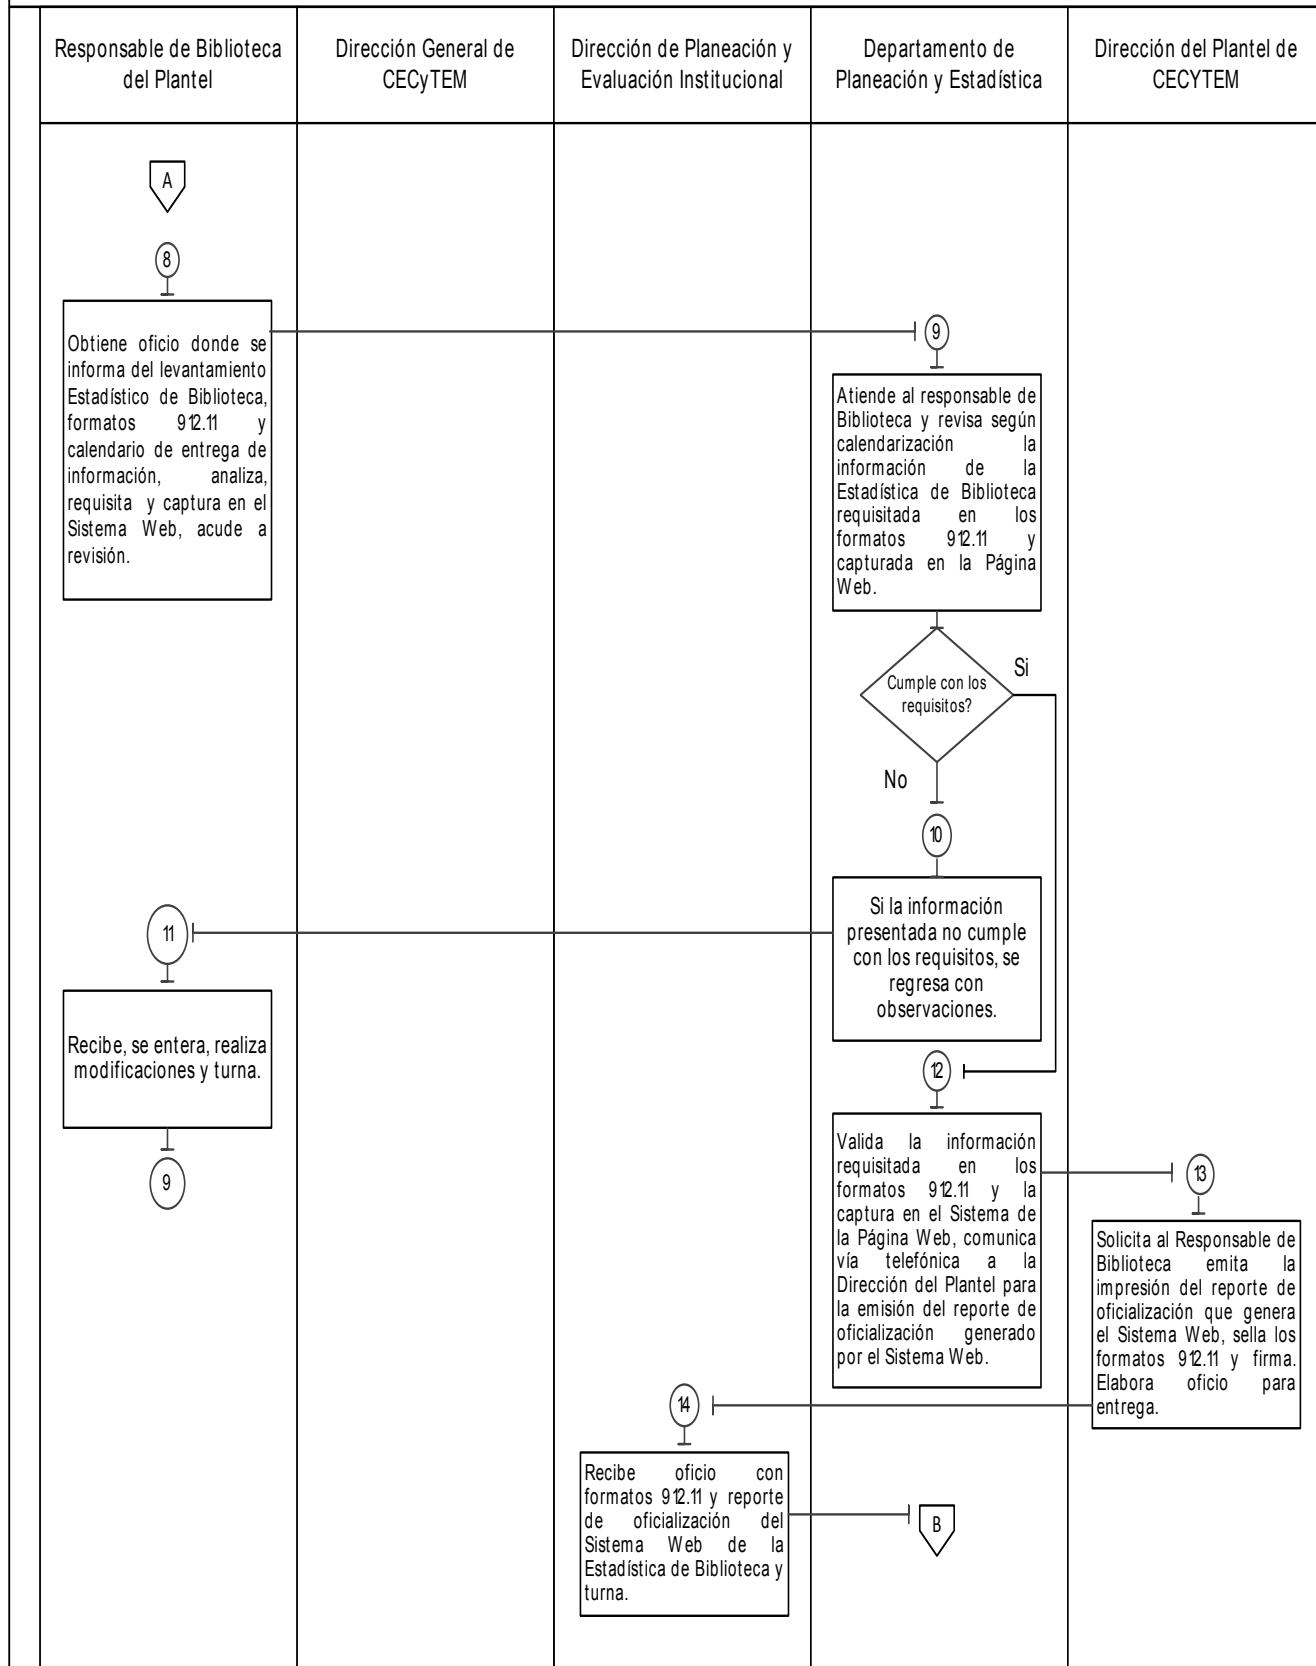 Responsable de Biblioteca
del Plantel
Dirección General de
CECyTEM
Dirección de Planeación y
Evaluación Institucional
Departamento de
Planeación y Estadística
Dirección del Plantel de
CECYTEM
A
8
Obtiene oficio donde se
informa del levantamiento
Estadístico de Biblioteca,
formatos 912.11 y
calendario de entrega de
información, analiza,
requisita y captura en el
Sistema Web, acude a
revisión.
9
Atiende al responsable de
Biblioteca y revisa según
calendarización la
información de la
Estadística de Biblioteca
requisitada en los
formatos 912.11 y
capturada en la Página
Web.
Cumple con los
requisitos?
Si
No
10
Si la información
presentada no cumple
con los requisitos, se
regresa con
observaciones.
11
Recibe, se entera, realiza
modificaciones y turna.
9
12
Valida la información
requisitada en los
formatos 912.11 y la
captura en el Sistema de
la Página Web, comunica
vía telefónica a la
Dirección del Plantel para
la emisión del reporte de
oficialización generado
por el Sistema Web.
13
Solicita al Responsable de
Biblioteca emita la
impresión del reporte de
oficialización que genera
el Sistema Web, sella los
formatos 912.11 y firma.
Elabora oficio para
entrega.
14
Recibe oficio con
formatos 912.11 y reporte
de oficialización del
Sistema Web de la
Estadística de Biblioteca y
turna.
B